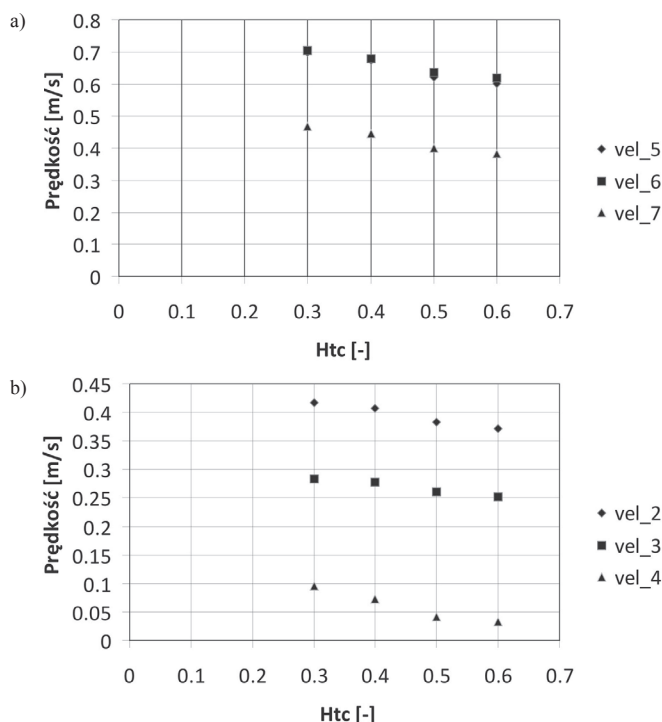 a)
0.8
0.7
0.6
0.5
0.4
0.3
0.2
0.1
0
Prędkość [m/s]
0 0.1 0.2 0.3 0.4 0.5 0.6 0.7
Htc [-]
vel_5
vel_6
vel_7
b)
0.45
0.4
0.35
0.3
0.25
0.2
0.15
0.1
0.05
0
Prędkość [m/s]
0 0.1 0.2 0.3 0.4 0.5 0.6 0.7
Htc [-]
vel_2
vel_3
vel_4